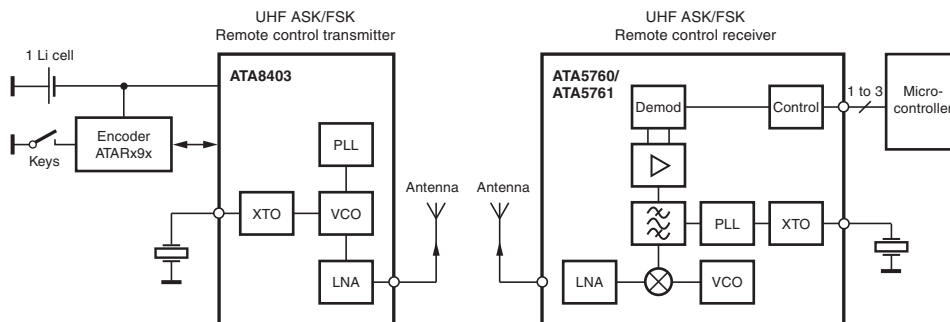 UHF ASK/FSK
Remote control transmitter
1 Li cell
ATA8403
Encoder
ATARx9x
Keys
PLL
XTO
VCO
LNA
Antenna
UHF ASK/FSK
Remote control receiver
Antenna
ATA5760/
ATA5761
Demod
Control
1 to 3
Micro-
controller
PLL
XTO
LNA
VCO